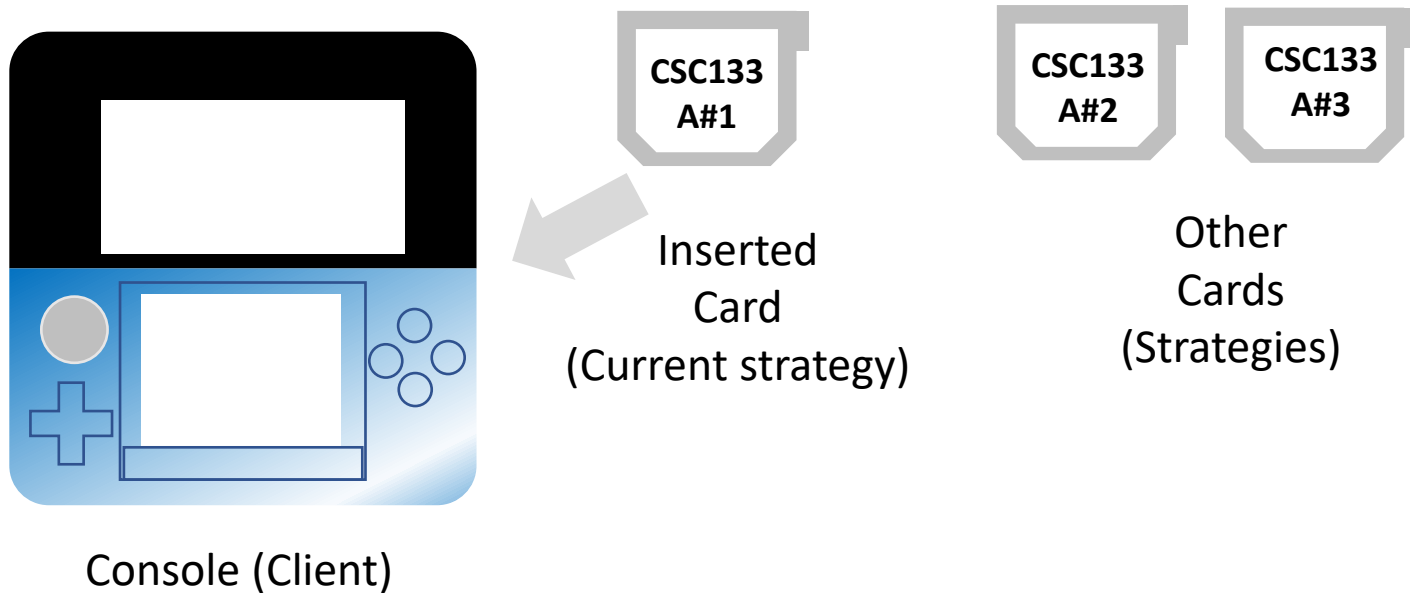 CSC133
A#1
CSC133
A#2
CSC133
A#3
Inserted
Card
(Current strategy)
Other
Cards
(Strategies)
Console (Client)